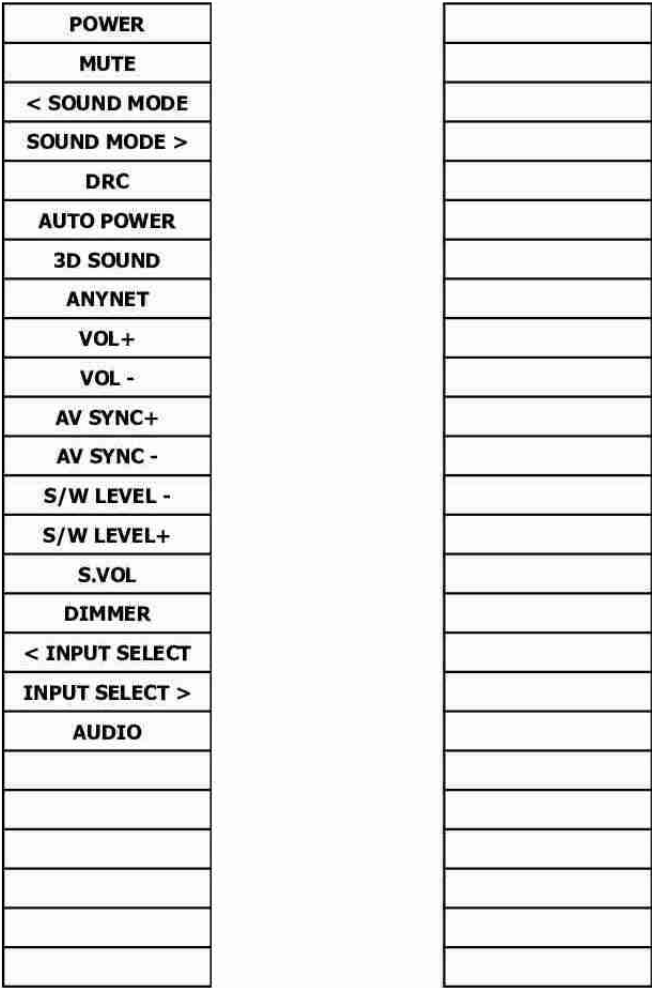 POWER
MUTE
< SOUND MODE
SOUND MODE >
DRC
AUTO POWER
3D SOUND
ANYNET
VOL+
VOL -
AV SYNC+
AV SYNC -
S/W LEVEL -
S/W LEVEL+
S.VOL
DIMMER
< INPUT SELECT
INPUT SELECT >
AUDIO